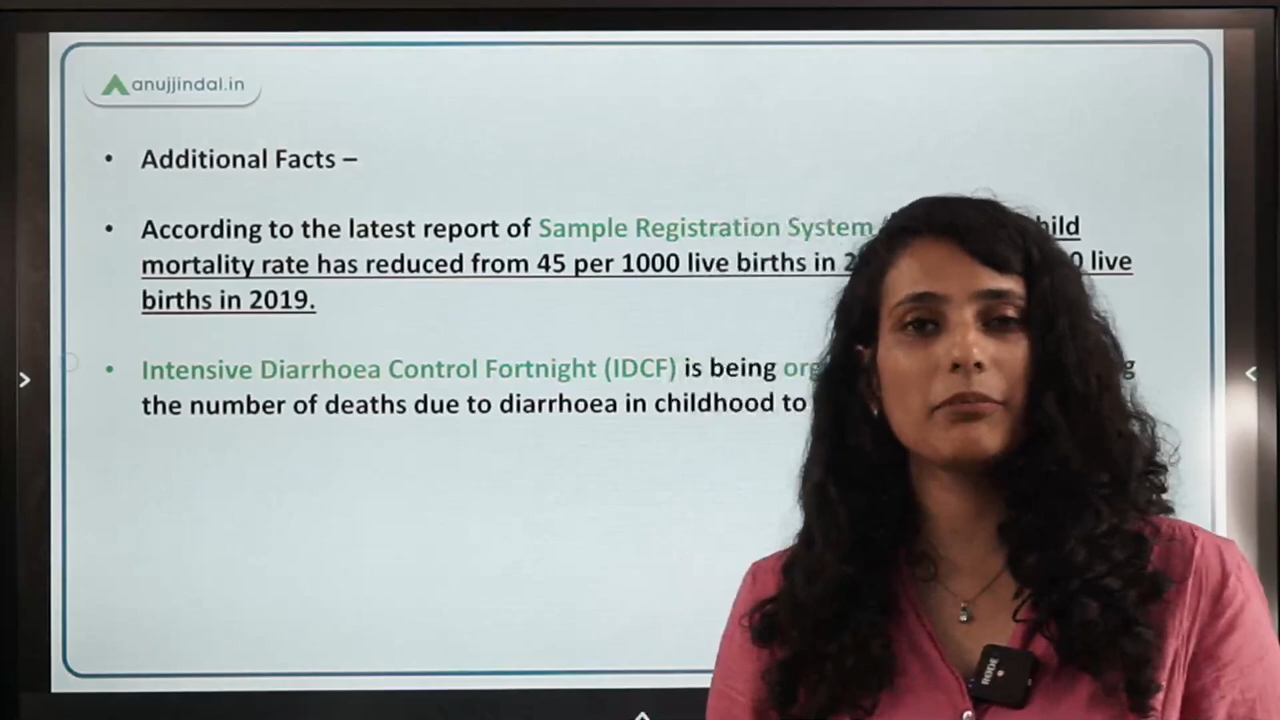 anujjindal.in
Additional Facts –
According to the latest report of Sample Registration System
mortality rate has reduced from 45 per 1000 live births in live
births in 2019.
Intensive Diarrhoea Control Fortnight (IDCF) is being
the number of deaths due to diarrhoea in childhood to
RODE